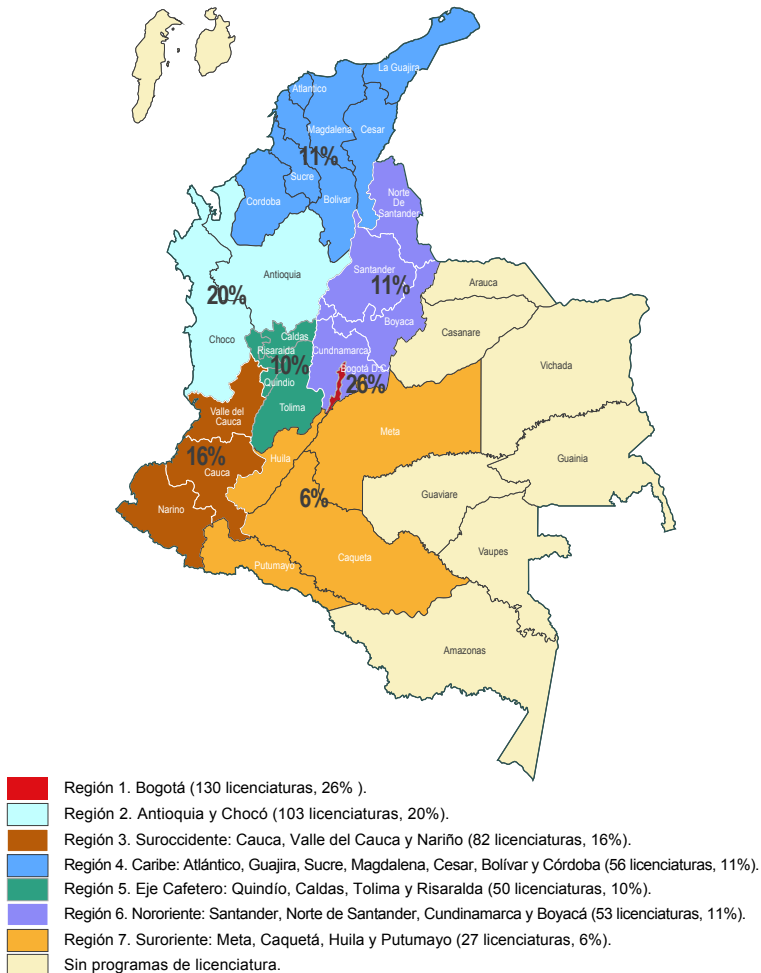 La Guajira
Atlantico
Magdalena
Cesar
11%
Sucre
Cordoba
Bolivar
Norte
De
Santander
Antioquia
Santander
11%
Arauca
20%
Boyaca
Casanare
Choco
Caldas
Risaralda
Cundnamarca
Vichada
10%
Bogotá D.C
Quindio
26%
Tolima
Valle del
Cauca
Meta
Huila
16%
Cauca
Guainia
6%
Guaviare
Narino
Vaupes
Caqueta
Putumayo
Amazonas
Región 1. Bogotá (130 licenciaturas, 26% ).
Región 2. Antioquia y Chocó (103 licenciaturas, 20%).
Región 3. Suroccidente: Cauca, Valle del Cauca y Nariño (82 licenciaturas, 16%).
Región 4. Caribe: Atlántico, Guajira, Sucre, Magdalena, Cesar, Bolívar y Córdoba (56 licenciaturas, 11%).
Región 5. Eje Cafetero: Quindío, Caldas, Tolima y Risaralda (50 licenciaturas, 10%).
Región 6. Nororiente: Santander, Norte de Santander, Cundinamarca y Boyacá (53 licenciaturas, 11%).
Región 7. Suroriente: Meta, Caquetá, Huila y Putumayo (27 licenciaturas, 6%).
Sin programas de licenciatura.